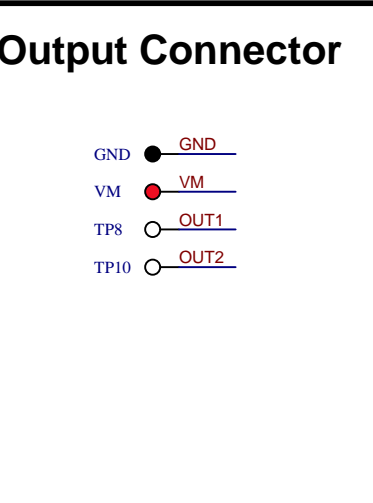 Output Connector
GND GND
VM VM
TP8 OUT1
TP10 OUT2